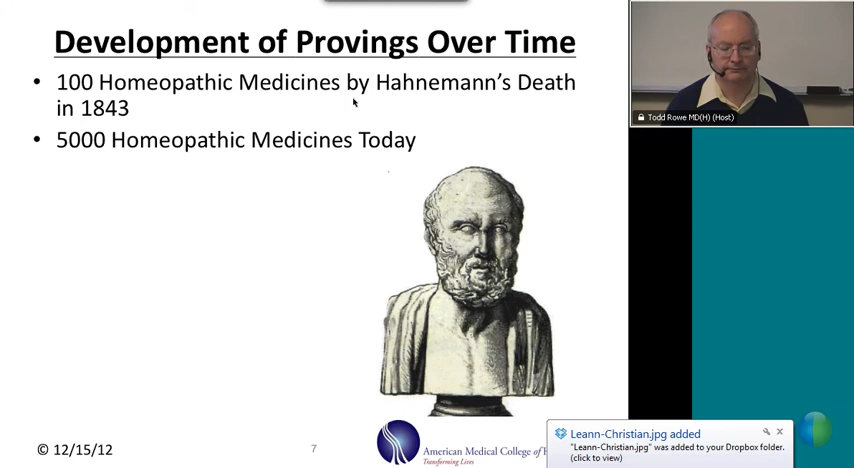 Development of Provings Over Time
• 100 Homeopathic Medicines by Hahnemann's Death
in 1843
• 5000 Homeopathic Medicines Today
Todd Rowe MD(H) (Host)
Leann-Christian.jpg added
"Leann-Christian.jpg" was added to your Dropbox folder.
(click to view)
© 12/15/12
7
American Medical College of
Transforming Lives